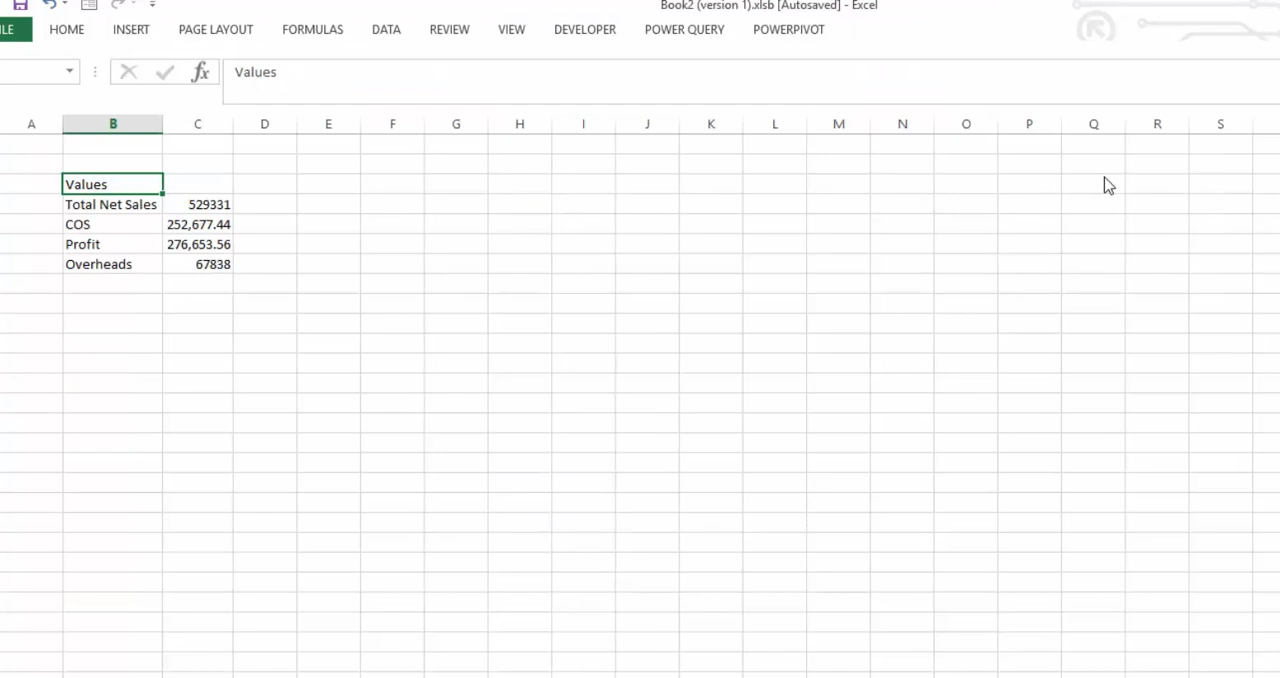 Book2 (version 1).xlsb [Autosaved] - Excel
LE HOME INSERT PAGE LAYOUT FORMULAS DATA REVIEW VIEW DEVELOPER POWER QUERY POWERPIVOT
fx Values
A B C D E F G H I J K L M N O P Q R S
Values
Total Net Sales 529331
COS 252,677.44
Profit 276,653.56
Overheads 67838